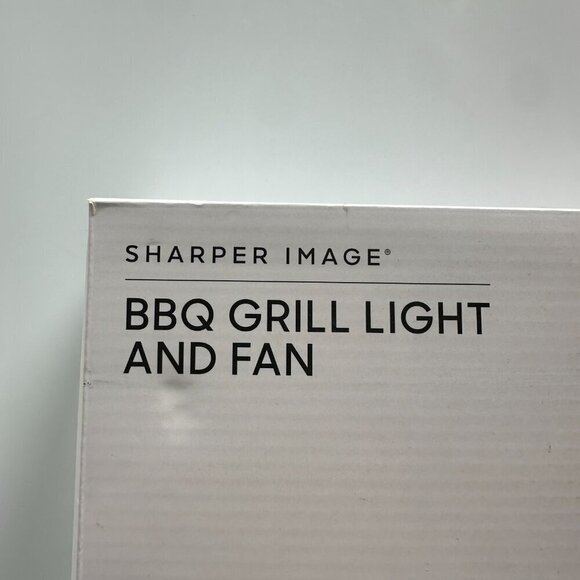 SHARPER IMAGE®
BBQ GRILL LIGHT
AND FAN